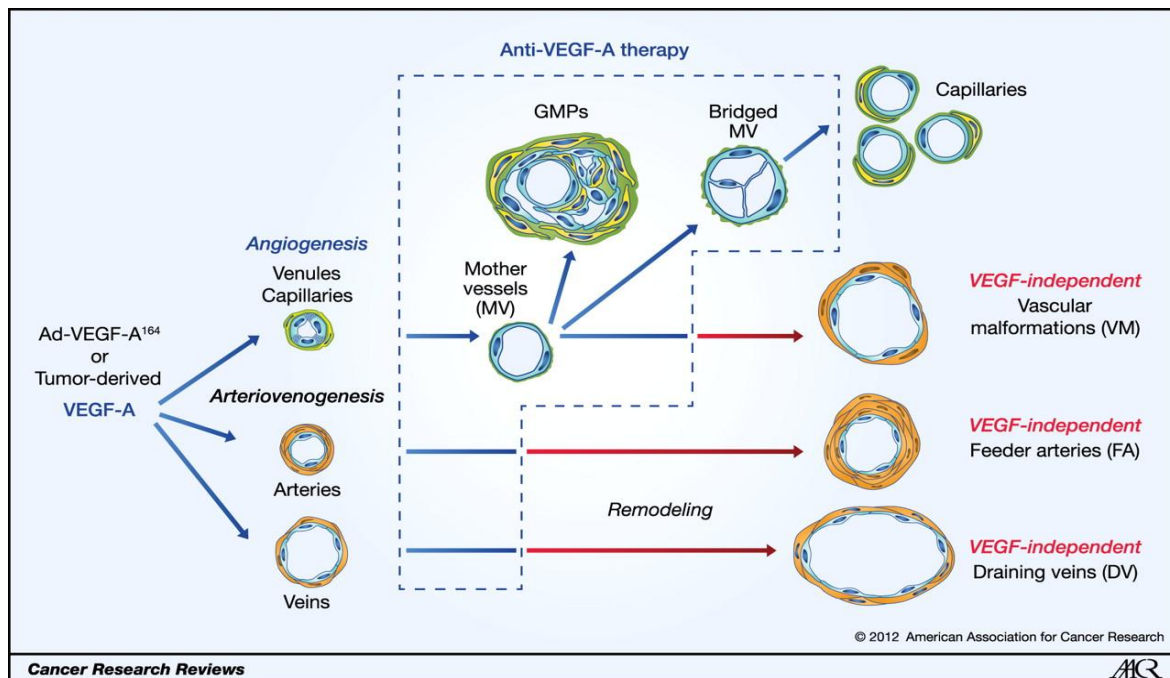 Anti-VEGF-A therapy
GMPs
Bridged
MV
Capillaries
Angiogenesis
Venules
Capillaries
Mother
vessels (MV)
VEGF-independent
Vascular
malformations (VM)
Ad-VEGF-A¹⁶⁴
or
Tumor-derived
VEGF-A
Arteriovenogenesis
Arteries
VEGF-independent
Feeder arteries (FA)
Remodeling
Veins
VEGF-independent
Draining veins (DV)
© 2012 American Association for Cancer Research
Cancer Research Reviews
AACR